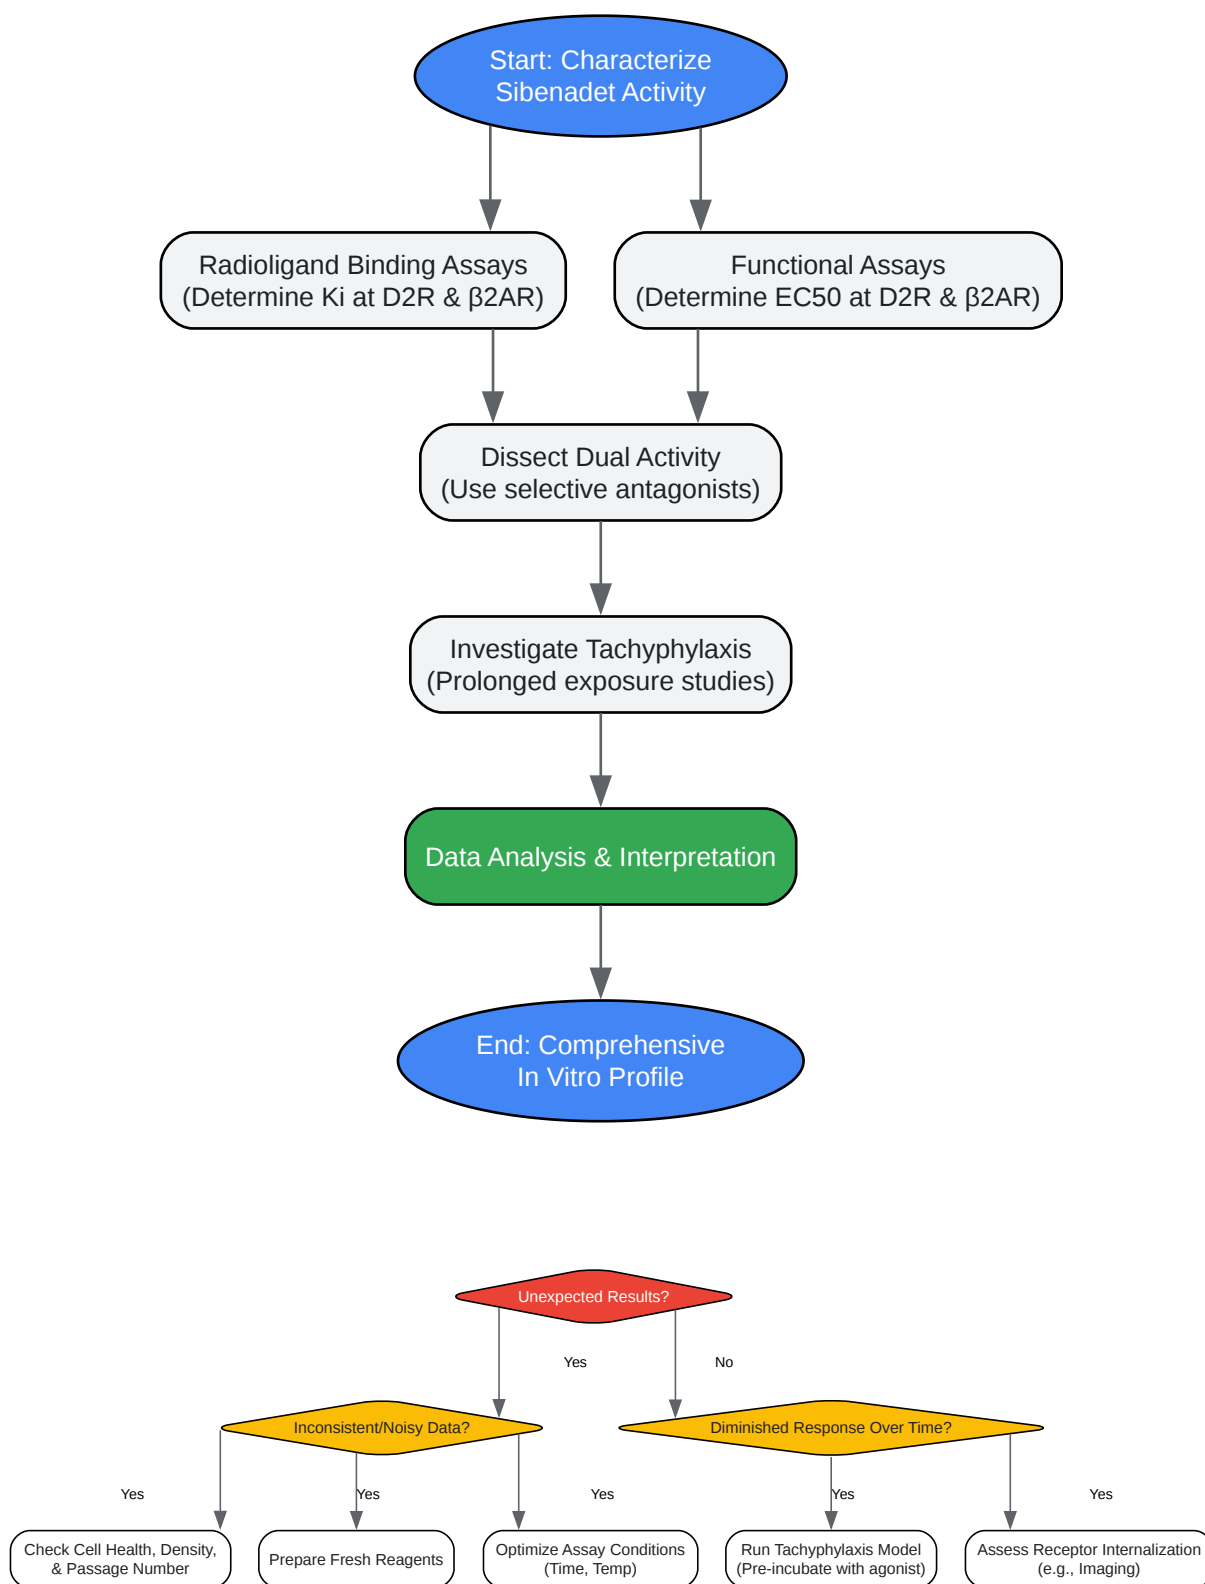 Start: Characterize
Sibenadet Activity
Radioligand Binding Assays
(Determine Ki at D2R & β2AR)
Functional Assays
(Determine EC50 at D2R & β2AR)
Dissect Dual Activity
(Use selective antagonists)
Investigate Tachyphylaxis
(Prolonged exposure studies)
Data Analysis & Interpretation
End: Comprehensive
In Vitro Profile
Unexpected Results?
Yes
No
Inconsistent/Noisy Data?
Diminished Response Over Time?
Yes
Yes
Yes
Yes
Yes
Check Cell Health, Density,
& Passage Number
Prepare Fresh Reagents
Optimize Assay Conditions
(Time, Temp)
Run Tachyphylaxis Model
(Pre-incubate with agonist)
Assess Receptor Internalization
(e.g., Imaging)